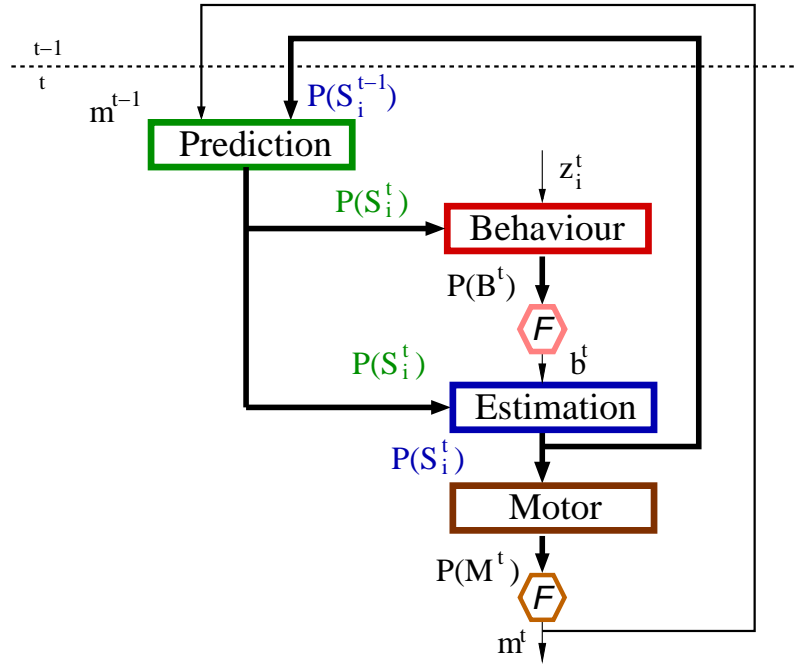 t–1
t
m^{t–1}
P(S_i^{t–1})
Prediction
z_i^t
P(S_i^t)
Behaviour
P(B^t)
F
P(S_i^t)
b^t
Estimation
P(S_i^t)
Motor
P(M^t)
F
m^t